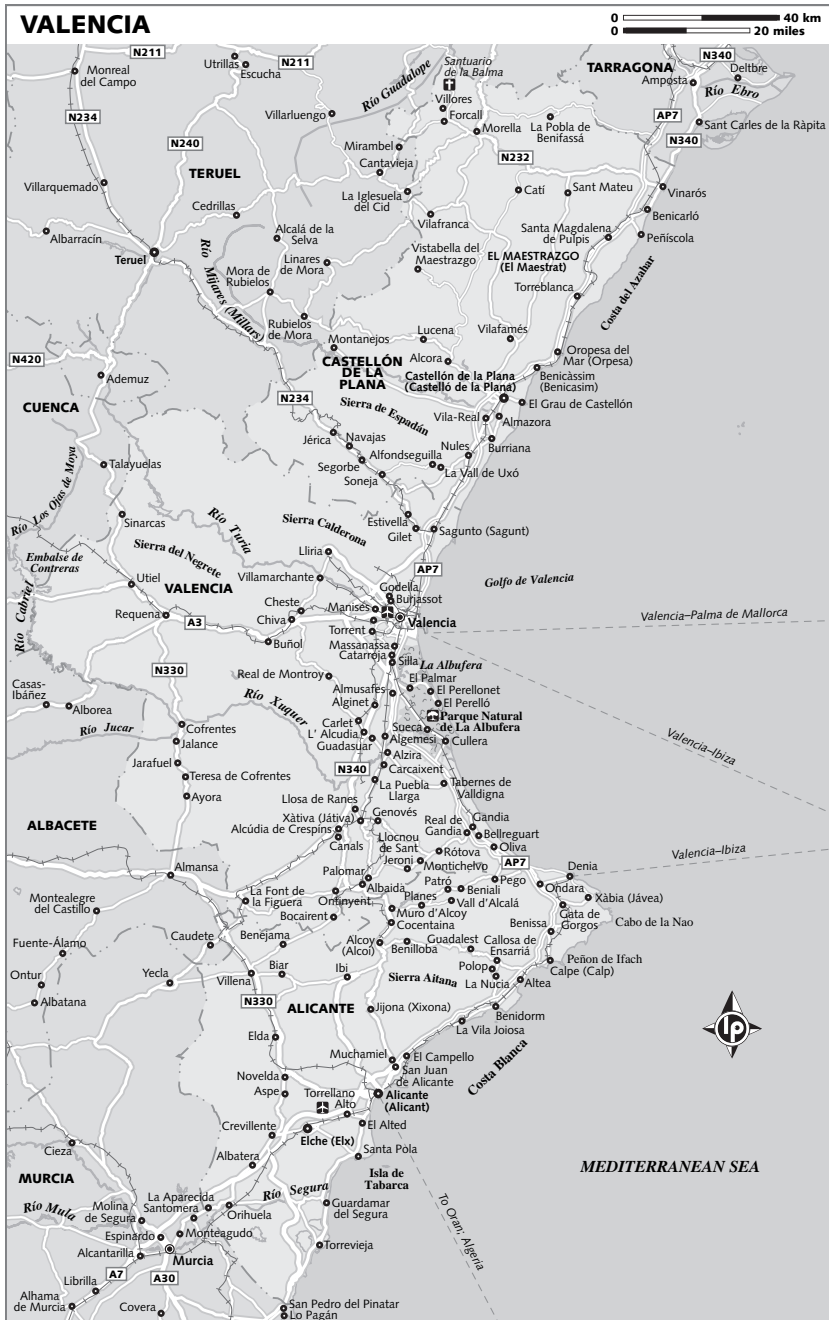 VALENCIA
0 40 km
0 20 miles
N211
N211
N340
Utrillas
Escucha
Monreal
del Campo
Santuario
de la Balma
TARRAGONA
Deltbre
Amposta
Río Ebro
Río Guadalope
Villores
Forcall
Villarluengo
Morella
La Pobla de
Benifassá
AP7
Sant Carles de la Ràpita
N234
N340
N240
Mirambel
Cantavieja
N232
TERUEL
Villarquemado
La Iglesuela
del Cid
Catí
Sant Mateu
Vinarós
Cedrillas
Vilafranca
Benicarló
Albarracín
Alcalá de la
Selva
Santa Magdalena
de Pulpis
Peñíscola
Teruel
Río Mijares (Millars)
Linares
de Mora
Vistabella del
Maestrazgo
EL MAESTRAZGO
(El Maestrat)
Mora de
Rubielos
Torreblanca
Costa del Azahar
Rubielos
de Mora
Montanejos
Lucena
Vilafamés
N420
Alcora
Oropesa del
Mar (Orpesa)
CASTELLÓN
DE LA
PLANA
Ademuz
Castellón de la Plana
(Castelló de la Plana)
Benicàssim
(Benicasim)
CUENCA
N234
Sierra de Espadán
El Grau de Castellón
Vila-Real
Almazora
Jérica
Navajas
Nules
Burriana
Talayuelas
Segorbe
Alfondseguilla
Soneja
La Vall de Uxó
Río Los Ojas de Moya
Sinarcas
Río Turia
Sierra Calderona
Estivella
Gilet
Sagunto (Sagunt)
Embalse de
Contreras
Sierra del Negrete
Lliria
AP7
Utiel
VALENCIA
Villamarchante
Golfo de Valencia
Río Cabriel
Godella
Burjassot
Cheste
Manises
Requena
A3
Chiva
Valencia
Valencia–Palma de Mallorca
Torrent
Buñol
Massanassa
Catarroja
Silla
N330
Real de Montroy
La Albufera
El Palmar
Casas-
Ibáñez
Alborea
Almusafes
El Perellonet
Río Xuquer
Alginet
El Perelló
Río Jucar
Cofrentes
Carlet
Parque Natural
de La Albufera
Jalance
L' Alcudia
Sueca
Guadasuar
Algemesi
Cullera
Valencia–Ibiza
Jarafuel
Alzira
Teresa de Cofrentes
N340
Carcaixent
Ayora
La Puebla
Llarga
Tabernes de
Valldigna
Llosa de Ranes
Xàtiva (Játiva)
Genovés
Gandia
ALBACETE
Alcúdia de Crespins
Real de
Gandia
Bellreguart
Canals
Llocnou
de Sant
Jeroni
Oliva
Rótova
Valencia–Ibiza
Almansa
Montichelvo
AP7
Denia
Palomar
Patró
Pego
Montealegre
del Castillo
La Font de
la Figuera
Albaida
Beniali
Ondara
Xàbia (Jávea)
Ontinyent
Planes
Vall d'Alcalá
Bocairent
Muro d'Alcoy
Gata de
Gorgos
Cabo de la Nao
Cocentaina
Benissa
Fuente-Álamo
Caudete
Benejama
Alcoy
(Alcoi)
Guadalest
Callosa de
Ensarriá
Benilloba
Peñon de Ifach
Ontur
Yecla
Biar
Ibi
Polop
Calpe (Calp)
Villena
Sierra Aitana
La Nucia
Altea
Albatana
N330
ALICANTE
Jijona (Xixona)
Benidorm
Elda
La Vila Joiosa
lp
Muchamiel
El Campello
Costa Blanca
San Juan
de Alicante
Novelda
Aspe
Torrellano
Alto
Alicante
(Alicant)
Crevillente
El Alted
Elche (Elx)
Cieza
Albatera
Santa Pola
Isla de
Tabarca
MEDITERRANEAN SEA
MURCIA
Río Segura
To Oran; Algeria
La Aparecida
Santomera
Río Mula
Molina
de Segura
Orihuela
Guardamar
del Segura
Espinardo
Monteagudo
Alcantarilla
Murcia
Torrevieja
A7
Librilla
A30
Alhama
de Murcia
Covera
San Pedro del Pinatar
Lo Pagán